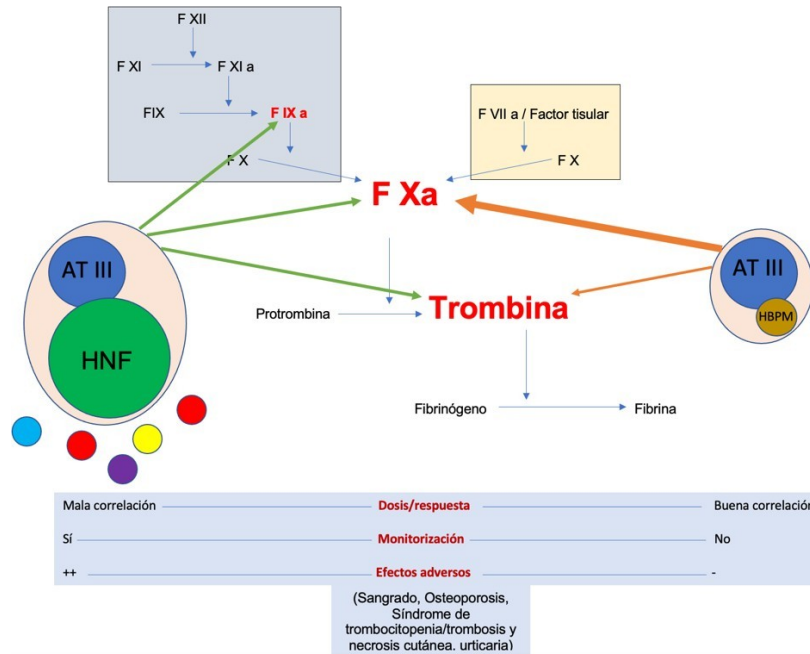 F XII
F XI
F XI a
FIX
F IX a
F X
F VII a / Factor tisular
F X
F Xa
AT III
HNF
AT III
HBPM
Protrombina
Trombina
Fibrinógeno
Fibrina
Mala correlación Dosis/respuesta Buena correlación
Sí Monitorización No
++ Efectos adversos -
(Sangrado, Osteoporosis,
Síndrome de
trombocitopenia/trombosis y
necrosis cutánea. urticaria)